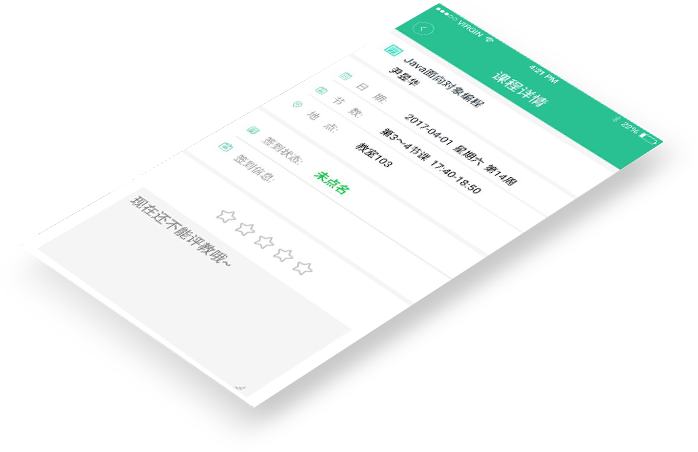 VIRGIN 4:21 PM 22%
课程详情
Java面向对象编程
尹昱华
日 期: 2017-04-01 星期六 第14周
书 数: 第3~4节课 17:40-18:50
地 点: 教室103
签到状态: 未点名
签到信息:
现在还不能评教哦~